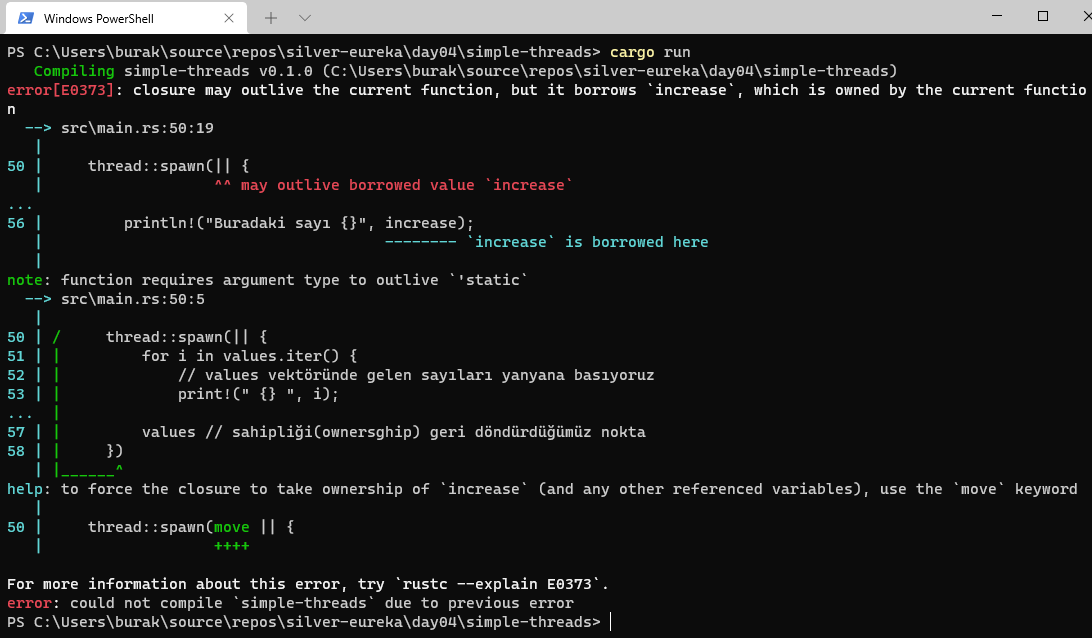 Windows PowerShell
PS C:\Users\burak\source\repos\silver-eureka\day04\simple-threads> cargo run
   Compiling simple-threads v0.1.0 (C:\Users\burak\source\repos\silver-eureka\day04\simple-threads)
error[E0373]: closure may outlive the current function, but it borrows `increase`, which is owned by the current functio
n
  --> src\main.rs:50:19
   |
50 |     thread::spawn(|| {
   |                   ^^ may outlive borrowed value `increase`
...
56 |         println!("Buradaki sayı {}", increase);
   |                                      -------- `increase` is borrowed here
   |
note: function requires argument type to outlive `'static`
  --> src\main.rs:50:5
   |
50 | /     thread::spawn(|| {
51 | |         for i in values.iter() {
52 | |             // values vektöründe gelen sayıları yanyana basıyoruz
53 | |             print!(" {} ", i);
...  |
57 | |         values // sahipliği(ownersghip) geri döndürdüğümüz nokta
58 | |     })
   | |______^
help: to force the closure to take ownership of `increase` (and any other referenced variables), use the `move` keyword
   |
50 |     thread::spawn(move || {
   |                   ++++
For more information about this error, try `rustc --explain E0373`.
error: could not compile `simple-threads` due to previous error
PS C:\Users\burak\source\repos\silver-eureka\day04\simple-threads>